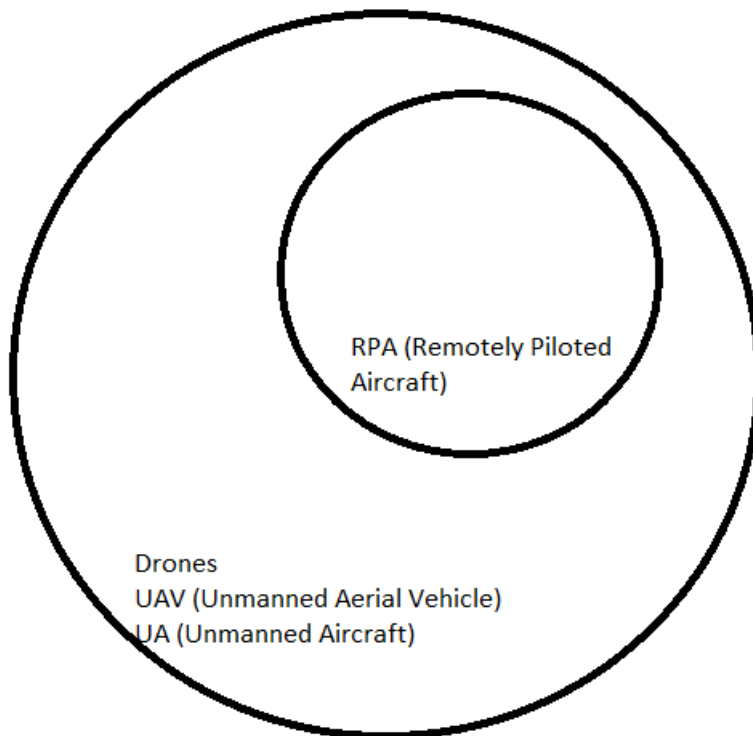 RPA (Remotely Piloted
Aircraft)
Drones
UAV (Unmanned Aerial Vehicle)
UA (Unmanned Aircraft)